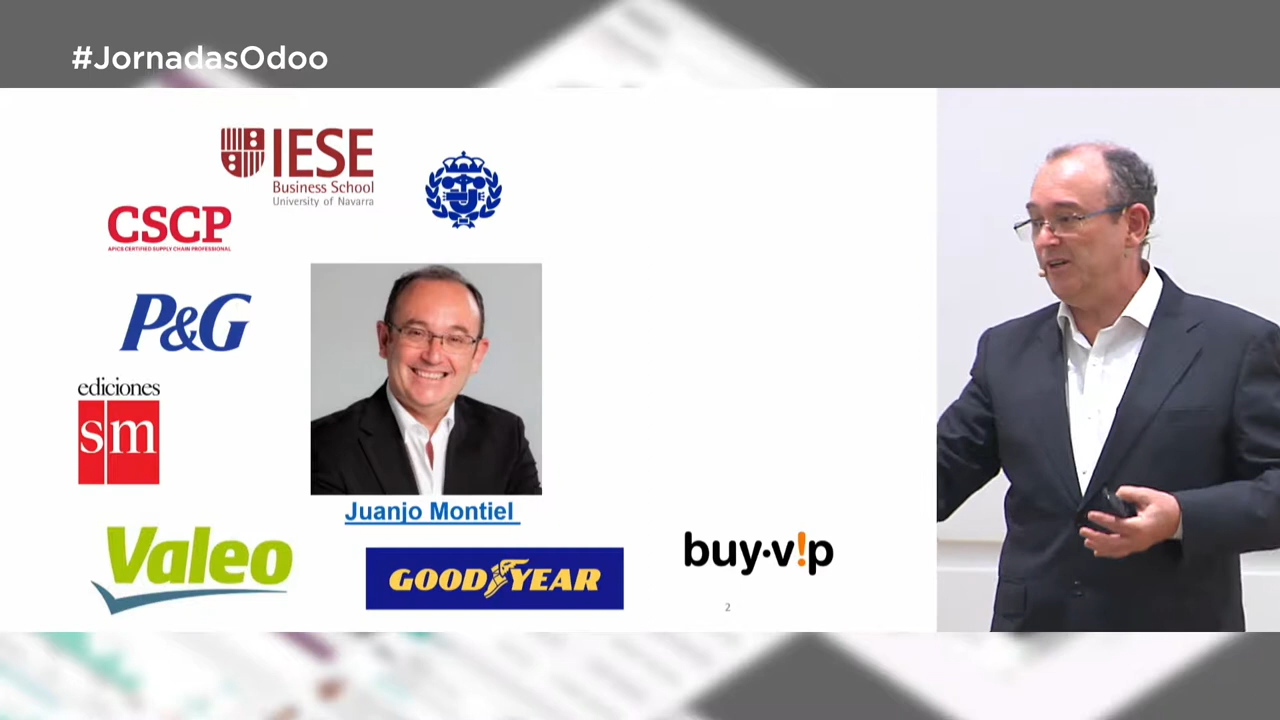 #JornadasOdoo
IESE
Business School
University of Navarra
CSCP
APICS CERTIFIED SUPPLY CHAIN PROFESSIONAL
P&G
ediciones
sm
Juanjo Montiel
Valeo
GOODYEAR
buy·v!p
2